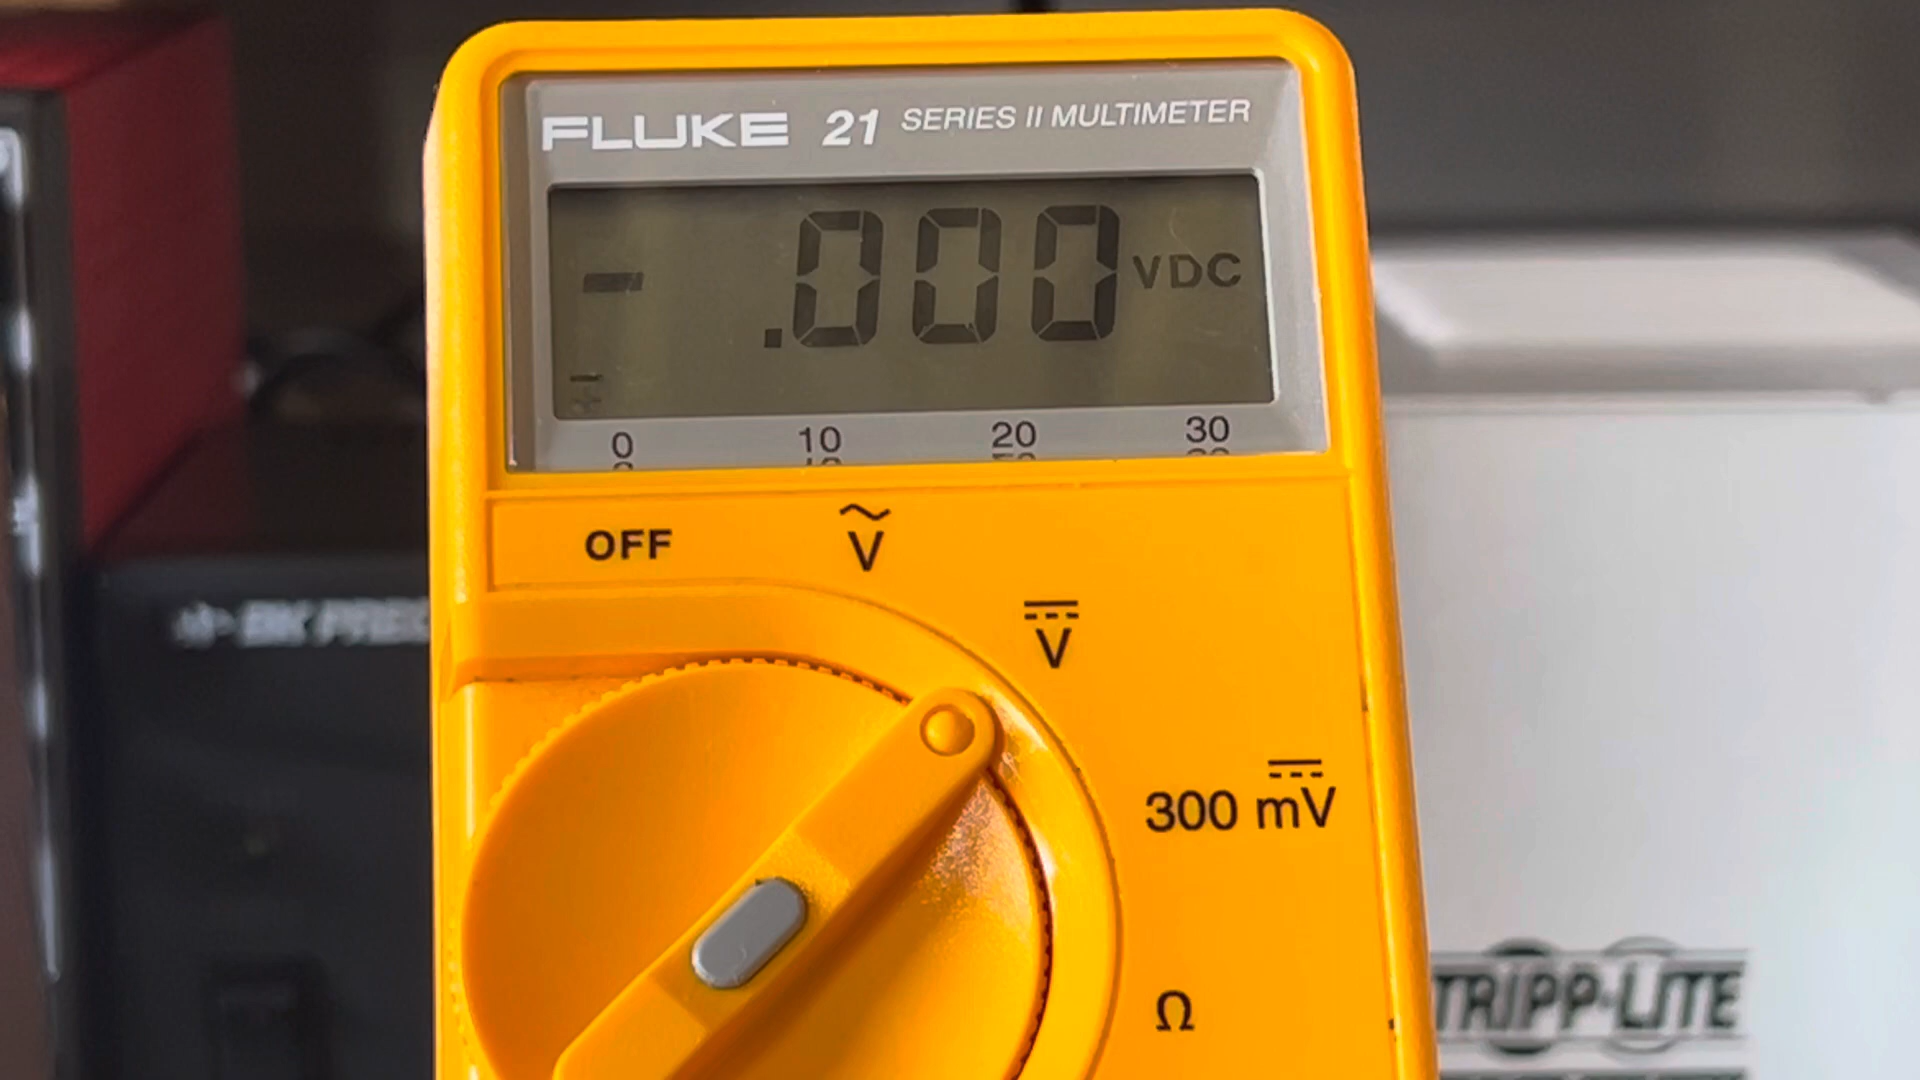 FLUKE 21 SERIES II MULTIMETER
- .000 VDC
0 10 20 30
OFF
V
V
300 mV
Ω
TRIPP·LITE